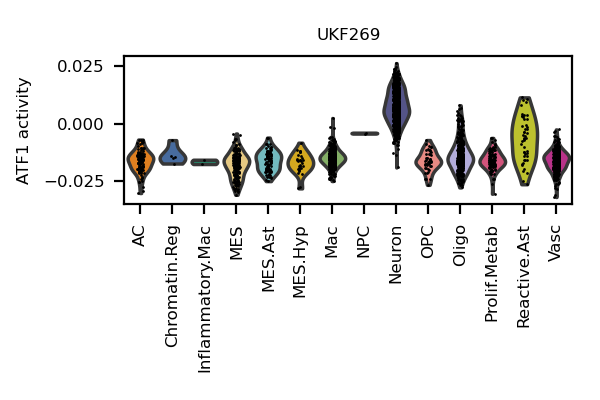 UKF269
ATF1 activity
0.025
0.000
−0.025
AC
Chromatin.Reg
Inflammatory.Mac
MES
MES.Ast
MES.Hyp
Mac
NPC
Neuron
OPC
Oligo
Prolif.Metab
Reactive.Ast
Vasc